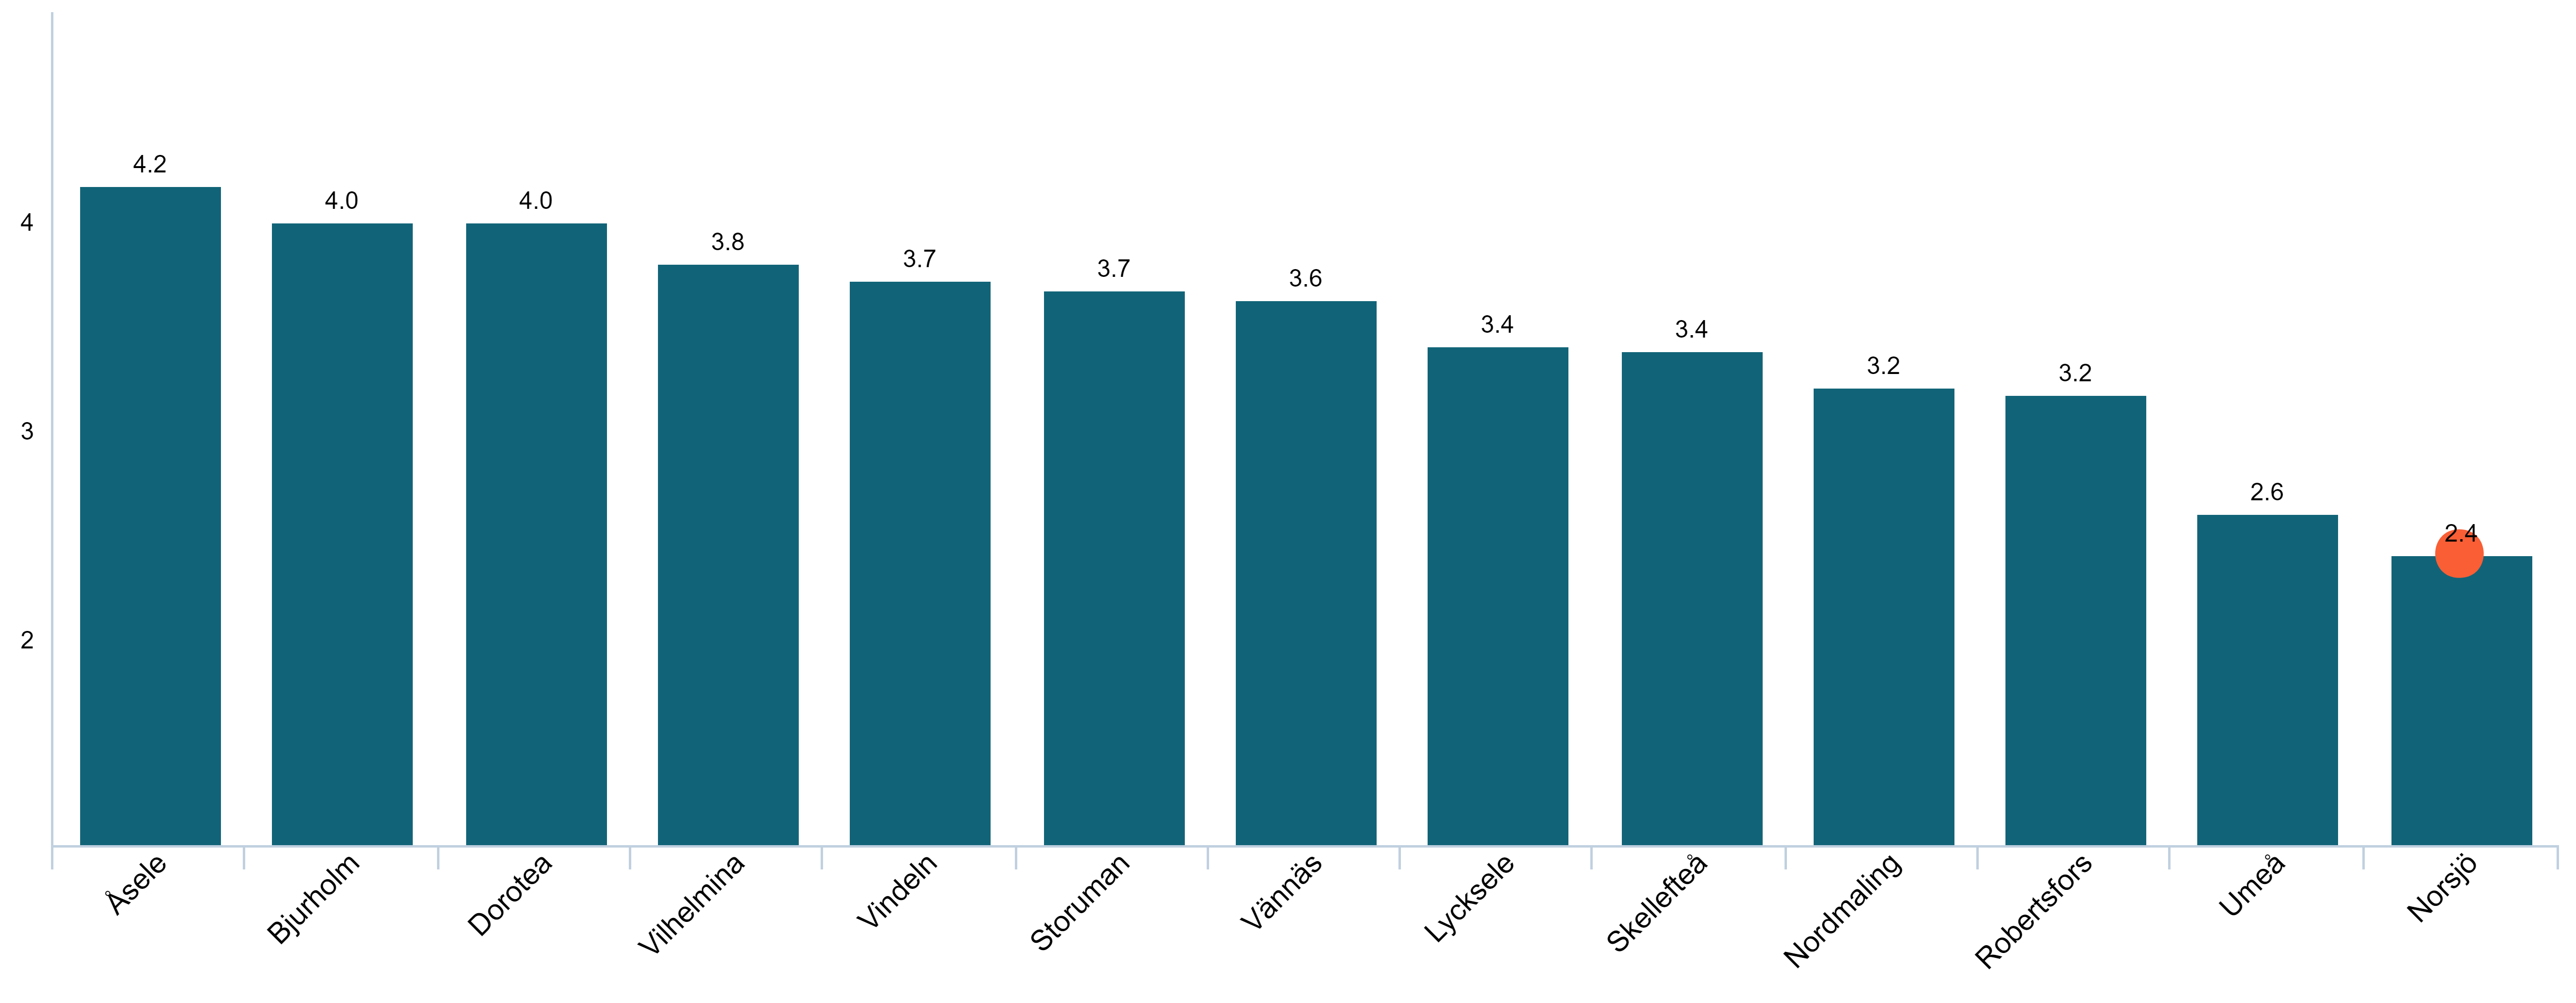 4.2
4.0
4.0
3.8
3.7
3.7
3.6
3.4
3.4
3.2
3.2
2.6
2.4
4
3
2
Åsele
Bjurholm
Dorotea
Vilhelmina
Vindeln
Storuman
Vännäs
Lycksele
Skellefteå
Nordmaling
Robertsfors
Umeå
Norsjö